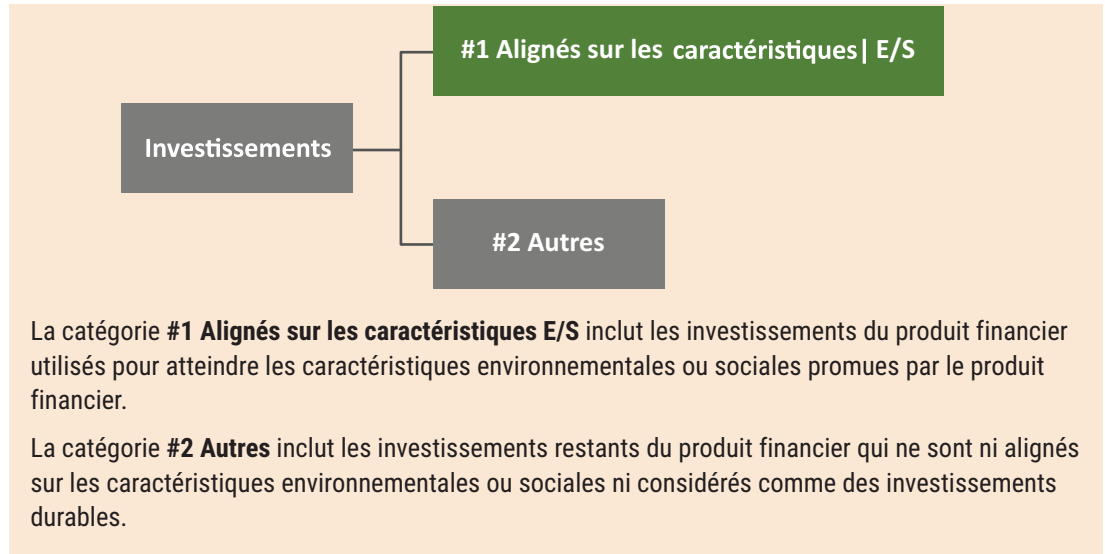 #1 Alignés sur les caractéristiques| E/S
Investissements
#2 Autres
La catégorie #1 Alignés sur les caractéristiques E/S inclut les investissements du produit financier
utilisés pour atteindre les caractéristiques environnementales ou sociales promues par le produit
financier.
La catégorie #2 Autres inclut les investissements restants du produit financier qui ne sont ni alignés
sur les caractéristiques environnementales ou sociales ni considérés comme des investissements
durables.